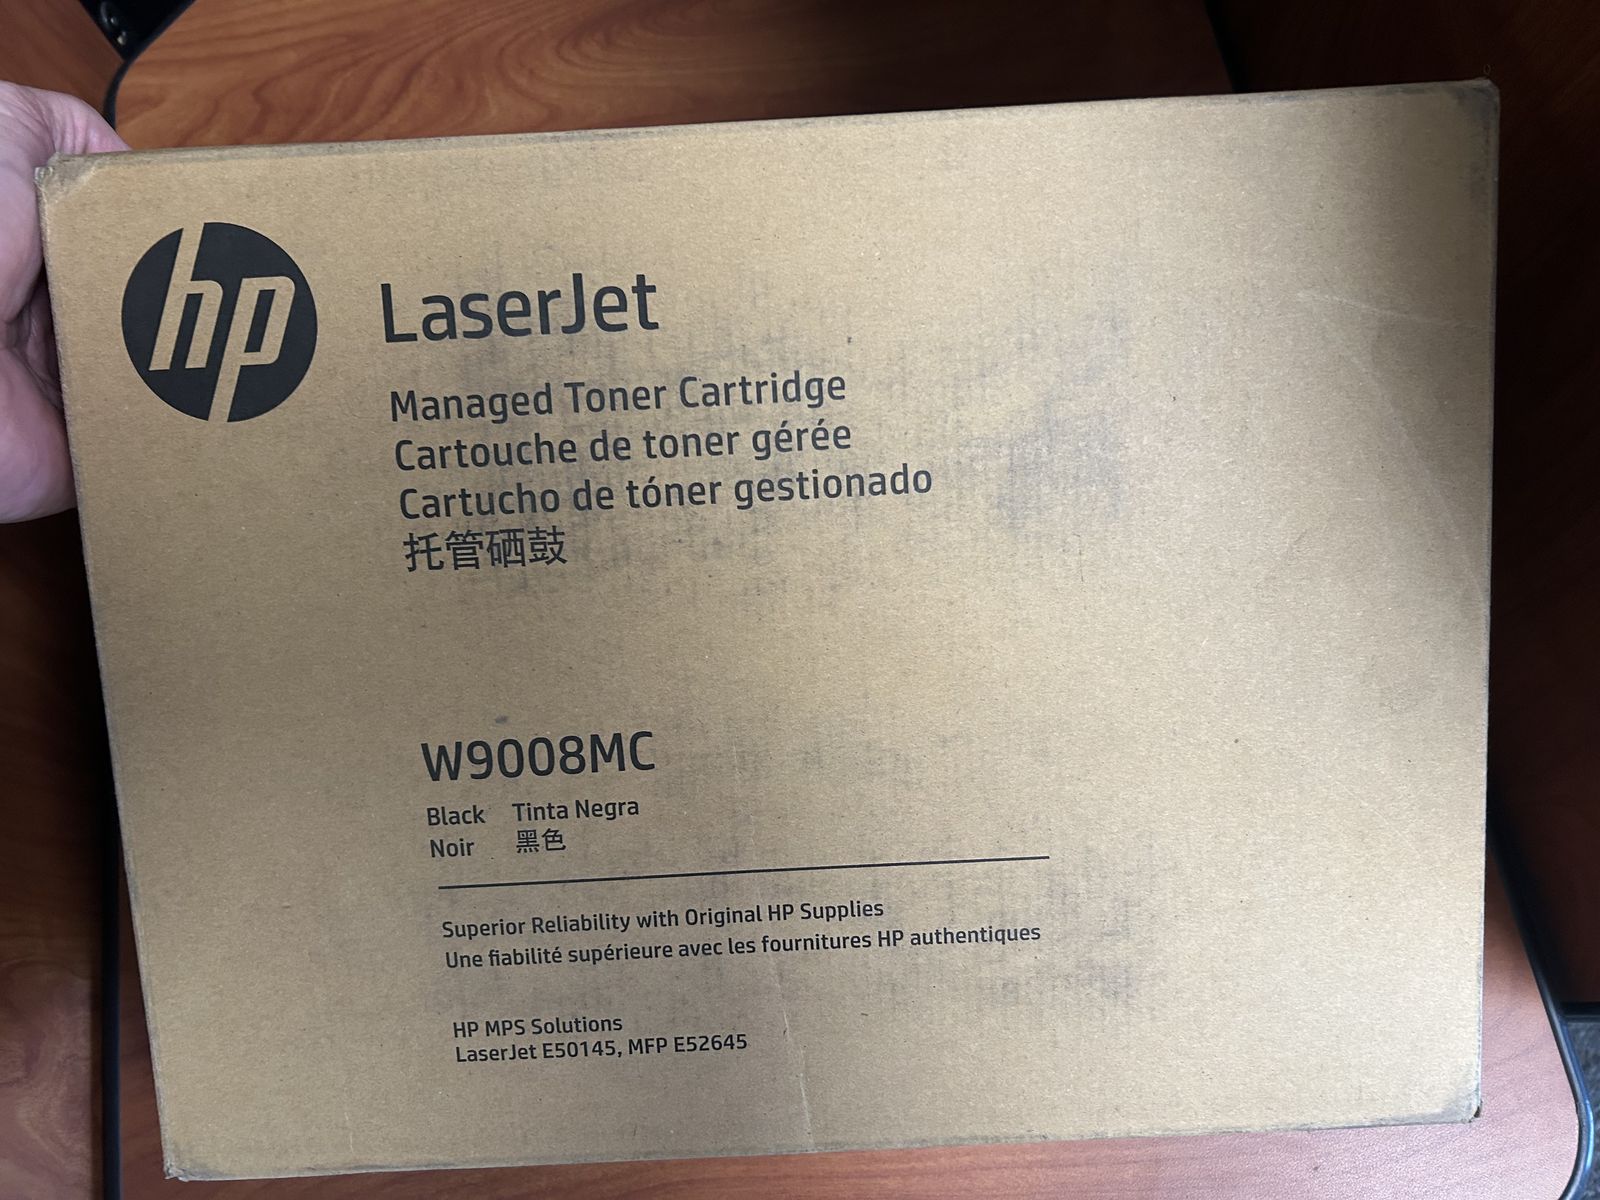 hp
LaserJet
Managed Toner Cartridge
Cartouche de toner gérée
Cartucho de tóner gestionado
托管硒鼓
W9008MC
Black Tinta Negra
Noir 黑色
Superior Reliability with Original HP Supplies
Une fiabilité supérieure avec les fournitures HP authentiques
HP MPS Solutions
LaserJet E50145, MFP E52645